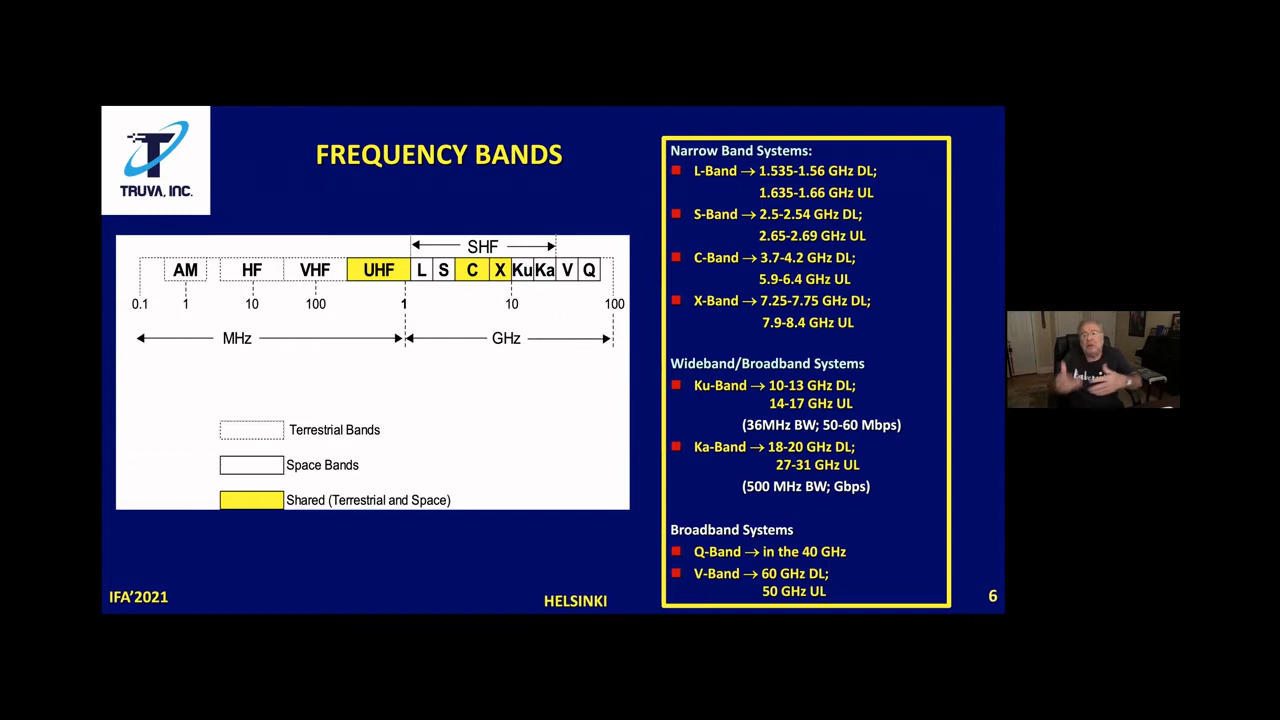 T
TRUVA, INC.
FREQUENCY BANDS
SHF
AM HF VHF UHF L S C X Ku Ka V Q
0.1 1 10 100 1 10 100
MHz GHz
Terrestrial Bands
Space Bands
Shared (Terrestrial and Space)
Narrow Band Systems:
L-Band → 1.535-1.56 GHz DL;
1.635-1.66 GHz UL
S-Band → 2.5-2.54 GHz DL;
2.65-2.69 GHz UL
C-Band → 3.7-4.2 GHz DL;
5.9-6.4 GHz UL
X-Band → 7.25-7.75 GHz DL;
7.9-8.4 GHz UL
Wideband/Broadband Systems
Ku-Band → 10-13 GHz DL;
14-17 GHz UL
(36MHz BW; 50-60 Mbps)
Ka-Band → 18-20 GHz DL;
27-31 GHz UL
(500 MHz BW; Gbps)
Broadband Systems
Q-Band → in the 40 GHz
V-Band → 60 GHz DL;
50 GHz UL
IFA’2021
HELSINKI
6